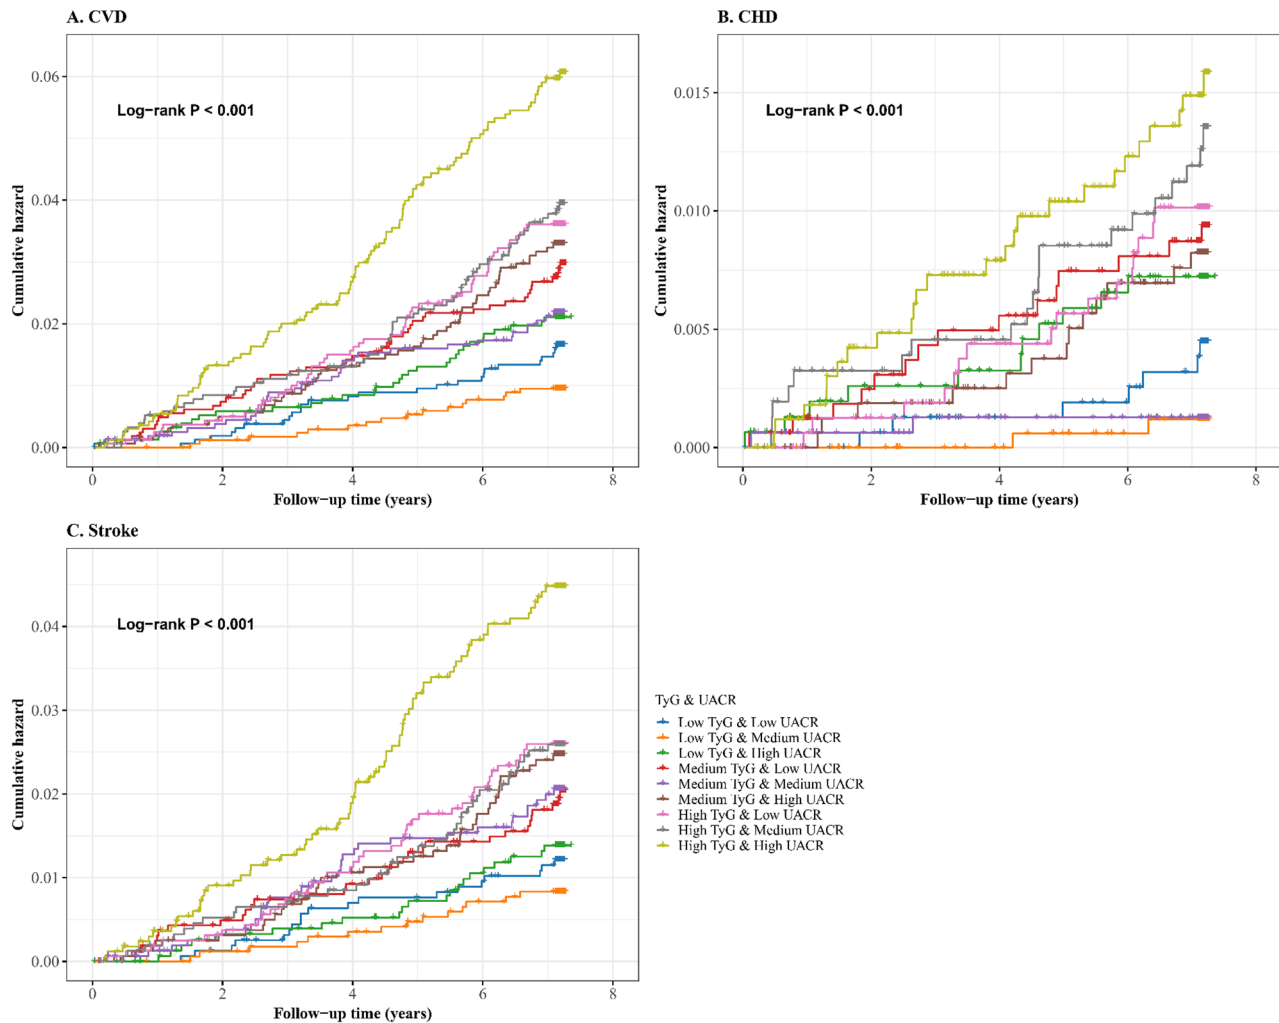 A. CVD
Log-rank P < 0.001
Cumulative hazard
0.06
0.04
0.02
0.00
0 2 4 6 8
Follow-up time (years)
B. CHD
Log-rank P < 0.001
Cumulative hazard
0.015
0.010
0.005
0.000
0 2 4 6 8
Follow-up time (years)
C. Stroke
Log-rank P < 0.001
Cumulative hazard
0.04
0.03
0.02
0.01
0.00
0 2 4 6 8
Follow-up time (years)
TyG & UACR
Low TyG & Low UACR
Low TyG & Medium UACR
Low TyG & High UACR
Medium TyG & Low UACR
Medium TyG & Medium UACR
Medium TyG & High UACR
High TyG & Low UACR
High TyG & Medium UACR
High TyG & High UACR